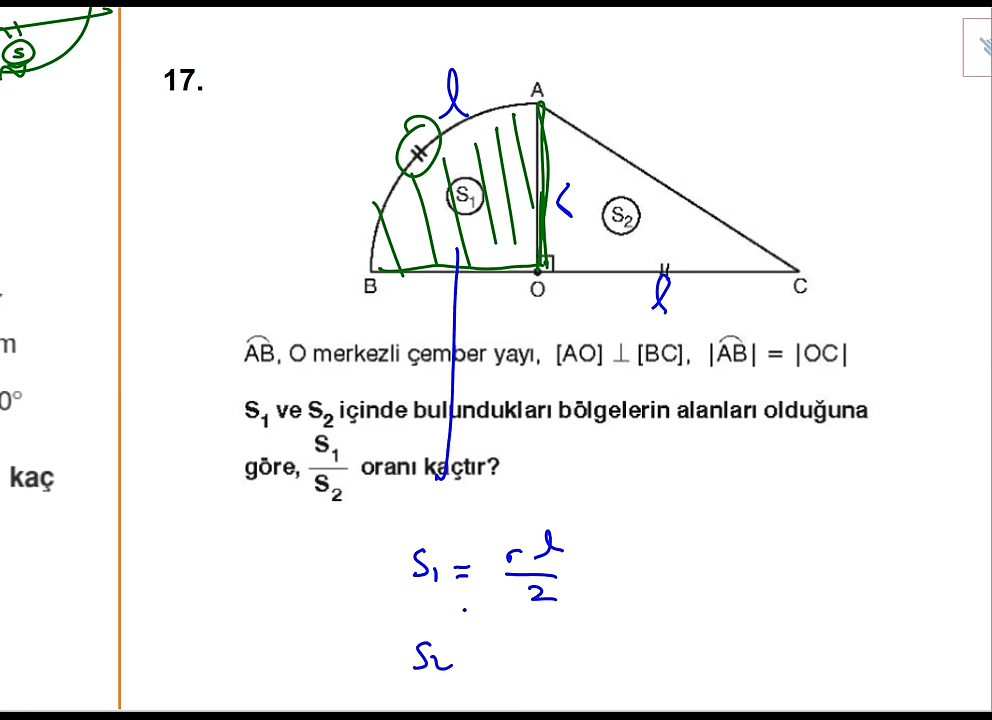 S
17.
l
A
S₁
r
S₂
B
O
l
C
m
0°
kaç
AB, O merkezli çember yayı, [AO] ⊥ [BC], |AB| = |OC|
S₁ ve S₂ içinde bulundukları bölgelerin alanları olduğuna
göre, S₁/S₂ oranı kaçtır?
S₁ = r l / 2
S₂